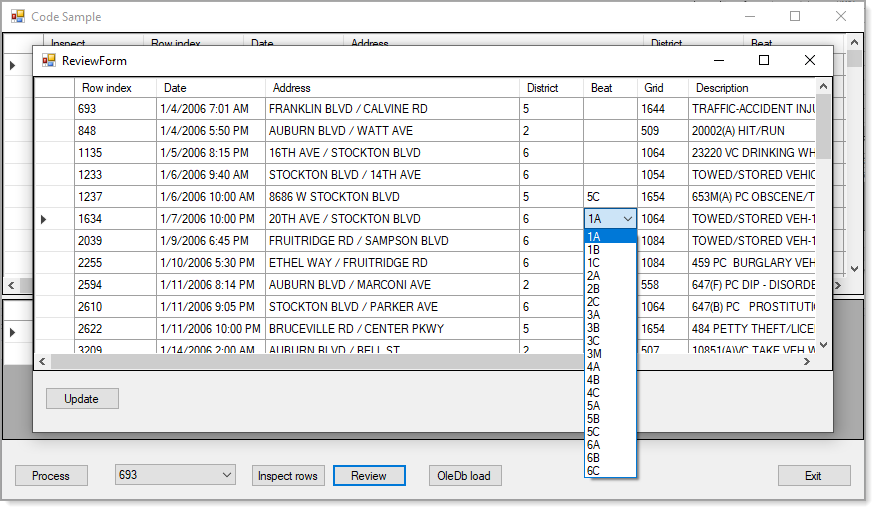 Code Sample
Inspect Row index Date Address District Beat
ReviewForm
Row index Date Address District Beat Grid Description
693 1/4/2006 7:01 AM FRANKLIN BLVD / CALVINE RD 5 1644 TRAFFIC-ACCIDENT INJU
848 1/4/2006 5:50 PM AUBURN BLVD / WATT AVE 2 509 20002(A) HIT/RUN
1135 1/5/2006 8:15 PM 16TH AVE / STOCKTON BLVD 6 1064 23220 VC DRINKING WH
1233 1/6/2006 9:40 AM STOCKTON BLVD / 14TH AVE 6 1054 TOWED/STORED VEHIC
1237 1/6/2006 10:00 AM 8686 W STOCKTON BLVD 5 5C 1654 653M(A) PC OBSCENE/T
1634 1/7/2006 10:00 PM 20TH AVE / STOCKTON BLVD 6 1A 1064 TOWED/STORED VEH-1
2039 1/9/2006 6:45 PM FRUITRIDGE RD / SAMPSON BLVD 6 1A 1084 TOWED/STORED VEH-1
2255 1/10/2006 5:30 PM ETHEL WAY / FRUITRIDGE RD 6 1B 1C 1084 459 PC BURGLARY VEH
2594 1/11/2006 8:14 PM AUBURN BLVD / MARCONI AVE 2 2A 2B 558 647(F) PC DIP - DISORDE
2610 1/11/2006 9:05 PM STOCKTON BLVD / PARKER AVE 6 2C 3A 1064 647(B) PC PROSTITUTIO
2622 1/11/2006 10:00 PM BRUCEVILLE RD / CENTER PKWY 5 3B 3C 1654 484 PETTY THEFT/LICE
3209 1/14/2006 2:00 AM AUBURN BLVD / BELL ST 2 3M 507 10851(A)VC TAKE VEH W
4A
4B
4C
Update
5A
5B
5C
6A
6B
6C
Process 693 Inspect rows Review OleDb load Exit